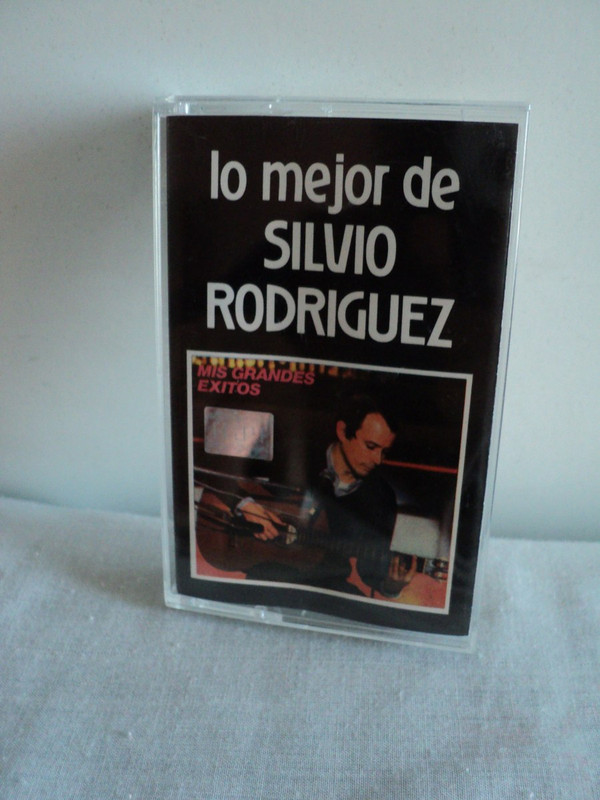 lo mejor de
SILVIO
RODRIGUEZ
MIS GRANDES
EXITOS